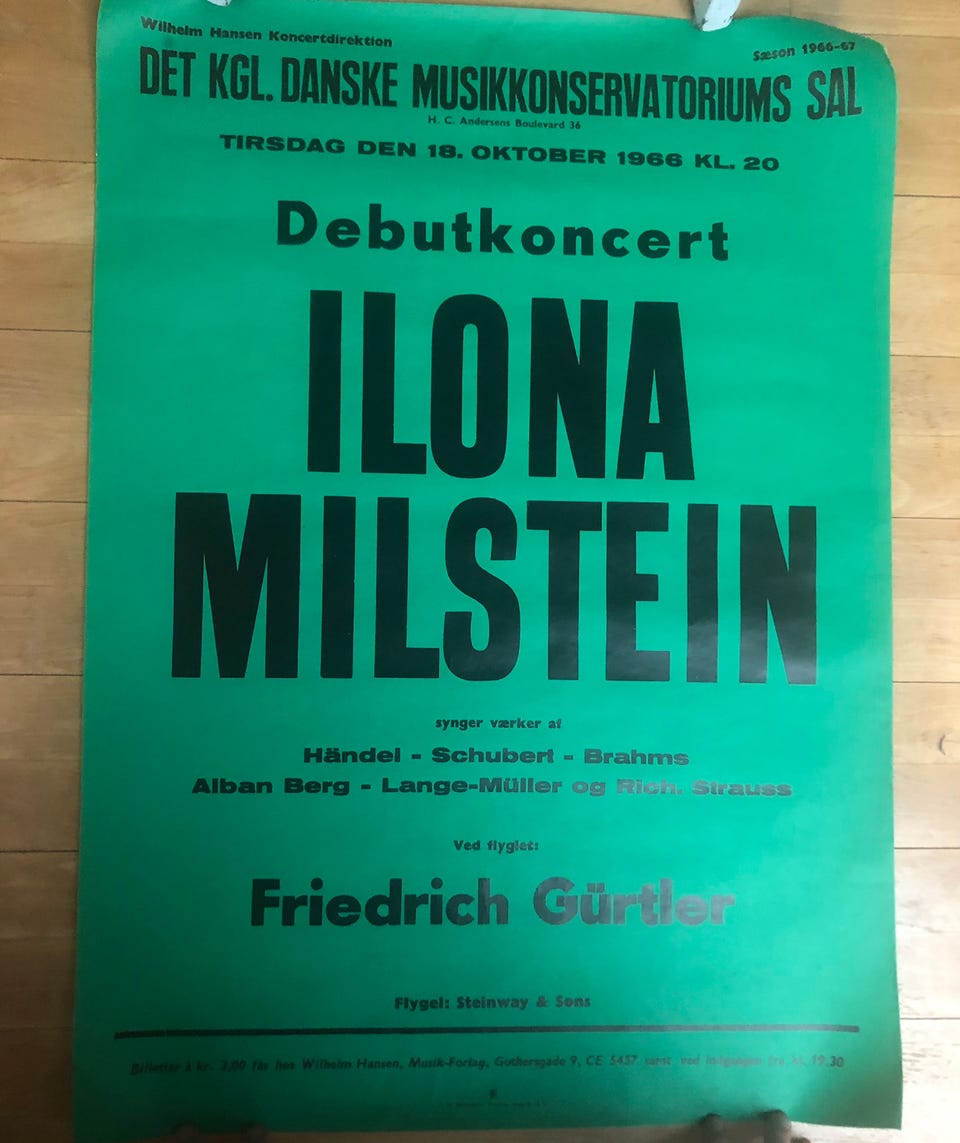 Wilhelm Hansen Koncertdirektion
Sæson 1966-67
DET KGL. DANSKE MUSIKKONSERVATORIUMS SAL
H. C. Andersens Boulevard 36
TIRSDAG DEN 18. OKTOBER 1966 KL. 20
Debutkoncert
ILONA
MILSTEIN
synger værker af
Händel - Schubert - Brahms
Alban Berg - Lange-Müller og Rich. Strauss
Ved flyglet:
Friedrich Gürtler
Flygel: Steinway & Sons
Billetter à kr. 3,00 fås hos Wilhelm Hansen, Musik-Forlag, Gothersgade 9, CE 5457 samt ved indgangen fra kl. 19.30